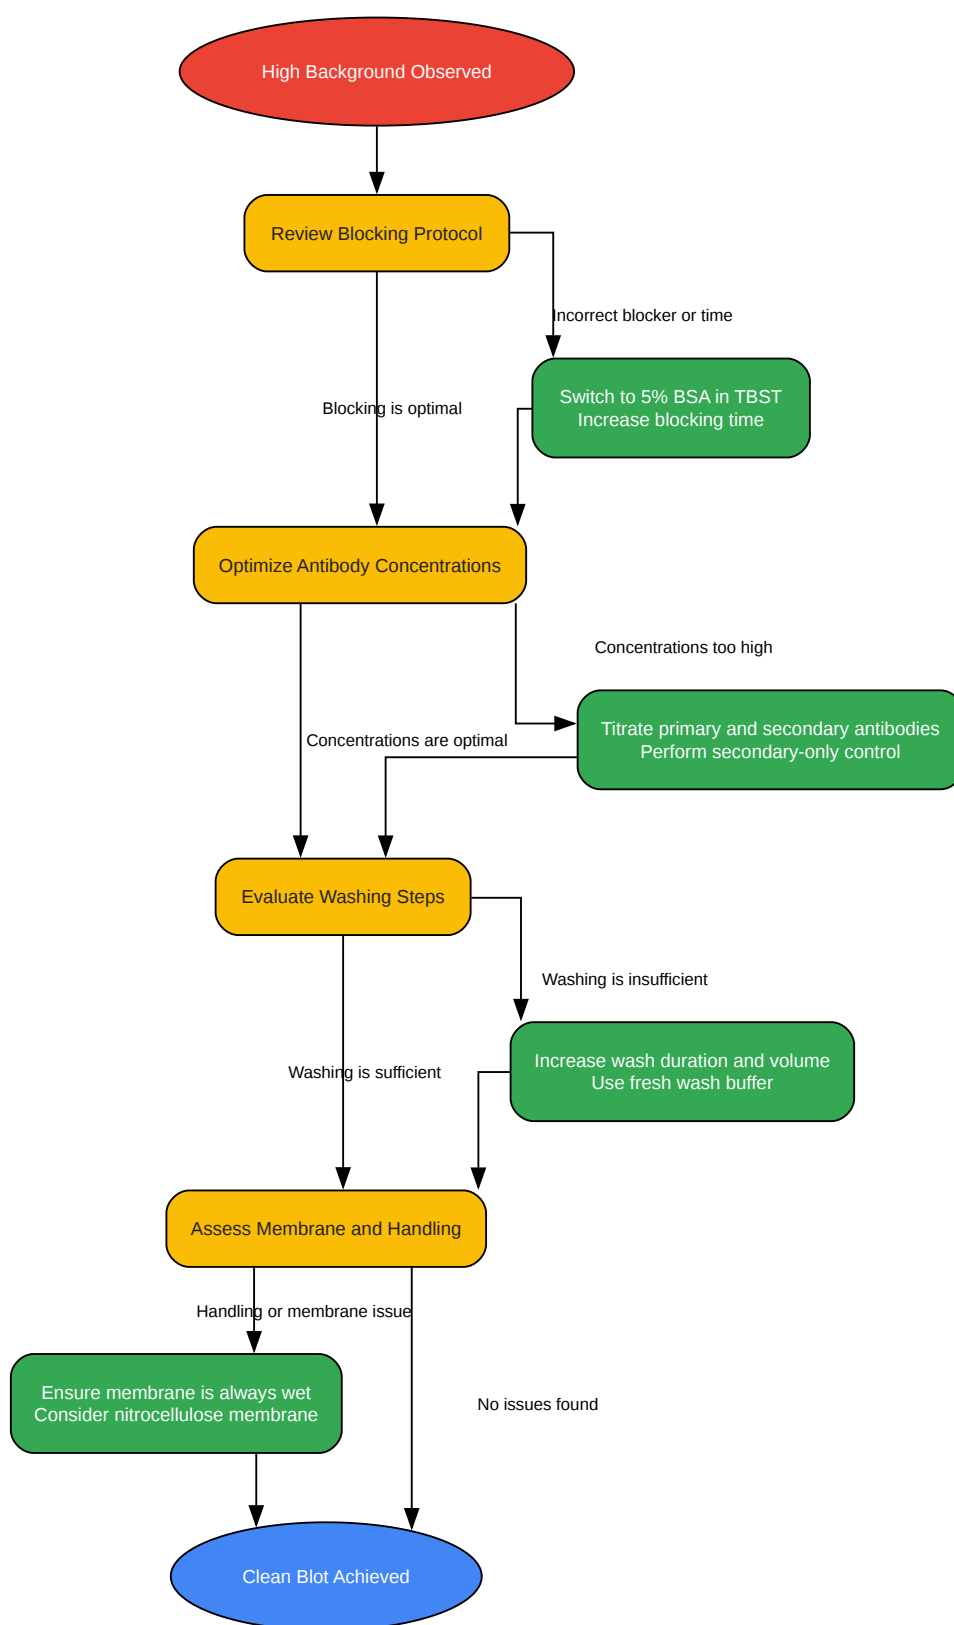 High Background Observed
Review Blocking Protocol
Incorrect blocker or time
Switch to 5% BSA in TBST
Increase blocking time
Blocking is optimal
Optimize Antibody Concentrations
Concentrations too high
Titrate primary and secondary antibodies
Perform secondary-only control
Concentrations are optimal
Evaluate Washing Steps
Washing is insufficient
Increase wash duration and volume
Use fresh wash buffer
Washing is sufficient
Assess Membrane and Handling
Handling or membrane issue
Ensure membrane is always wet
Consider nitrocellulose membrane
No issues found
Clean Blot Achieved